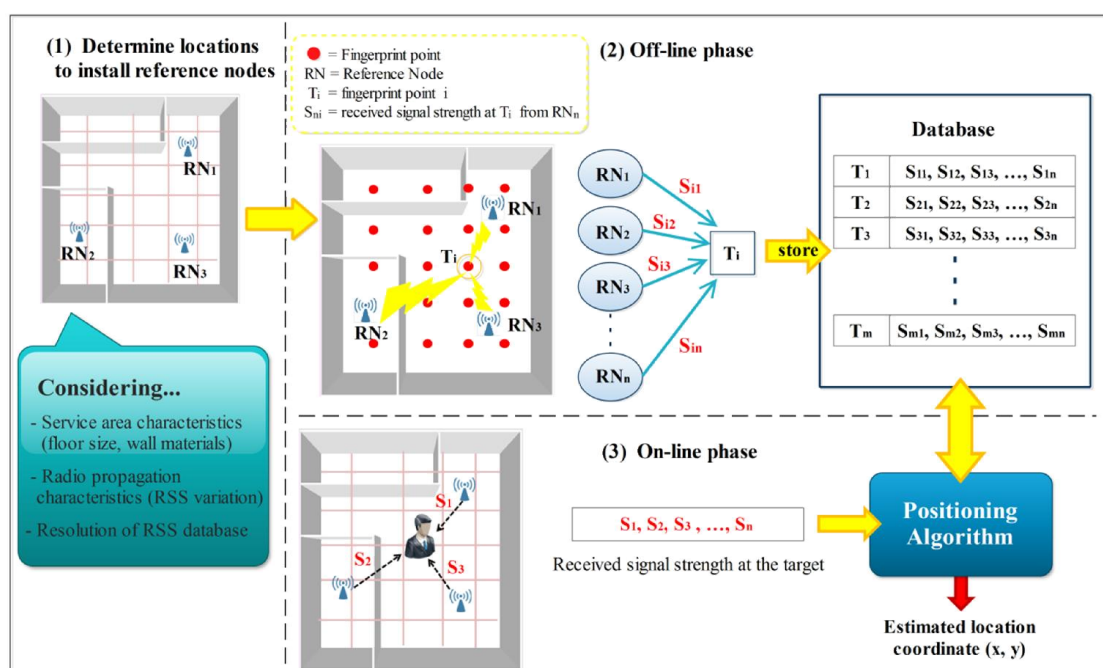 (1) Determine locations
to install reference nodes
RN1
RN2
RN3
Considering...
- Service area characteristics
(floor size, wall materials)
- Radio propagation
characteristics (RSS variation)
- Resolution of RSS database
= Fingerprint point
RN = Reference Node
Ti = fingerprint point i
Sni = received signal strength at Ti from RNn
(2) Off-line phase
RN1
Ti
RN2
RN3
RN1
RN2
RN3
RNn
Si1
Si2
Si3
Sin
Ti
store
Database
T1 S11, S12, S13, …, S1n
T2 S21, S22, S23, …, S2n
T3 S31, S32, S33, …, S3n
Tm Sm1, Sm2, Sm3, …, Smn
S1
S2
S3
(3) On-line phase
S1, S2, S3 , …, Sn
Received signal strength at the target
Positioning
Algorithm
Estimated location
coordinate (x, y)